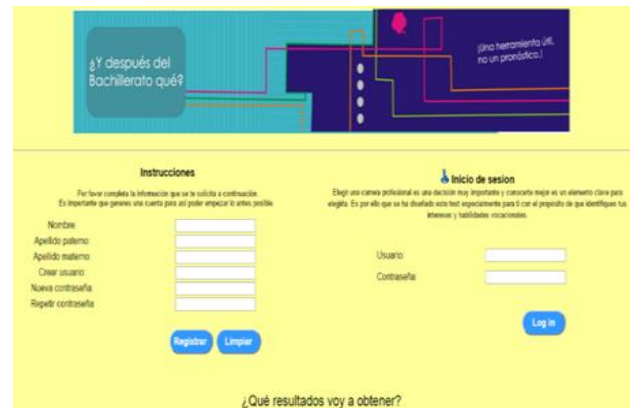 ¿Y después del
Bachillerato qué?
¡Una herramienta útil,
no un pronóstico.!
Instrucciones
Por favor completa la información que se te solicita a continuación.
Es importante que generes una cuenta para así poder empezar lo antes posible.
Nombre:
Apellido paterno:
Apellido materno:
Crear usuario:
Nueva contraseña:
Repetir contraseña:
Registrar Limpiar
Inicio de sesion
Elegir una carrera profesional es una decisión muy importante y conocerte mejor es un elemento clave para
elegirla. Es por ello que se ha diseñado este test especialmente para ti con el propósito de que identifiques tus
intereses y habilidades vocacionales.
Usuario:
Contraseña:
Log in
¿Qué resultados voy a obtener?